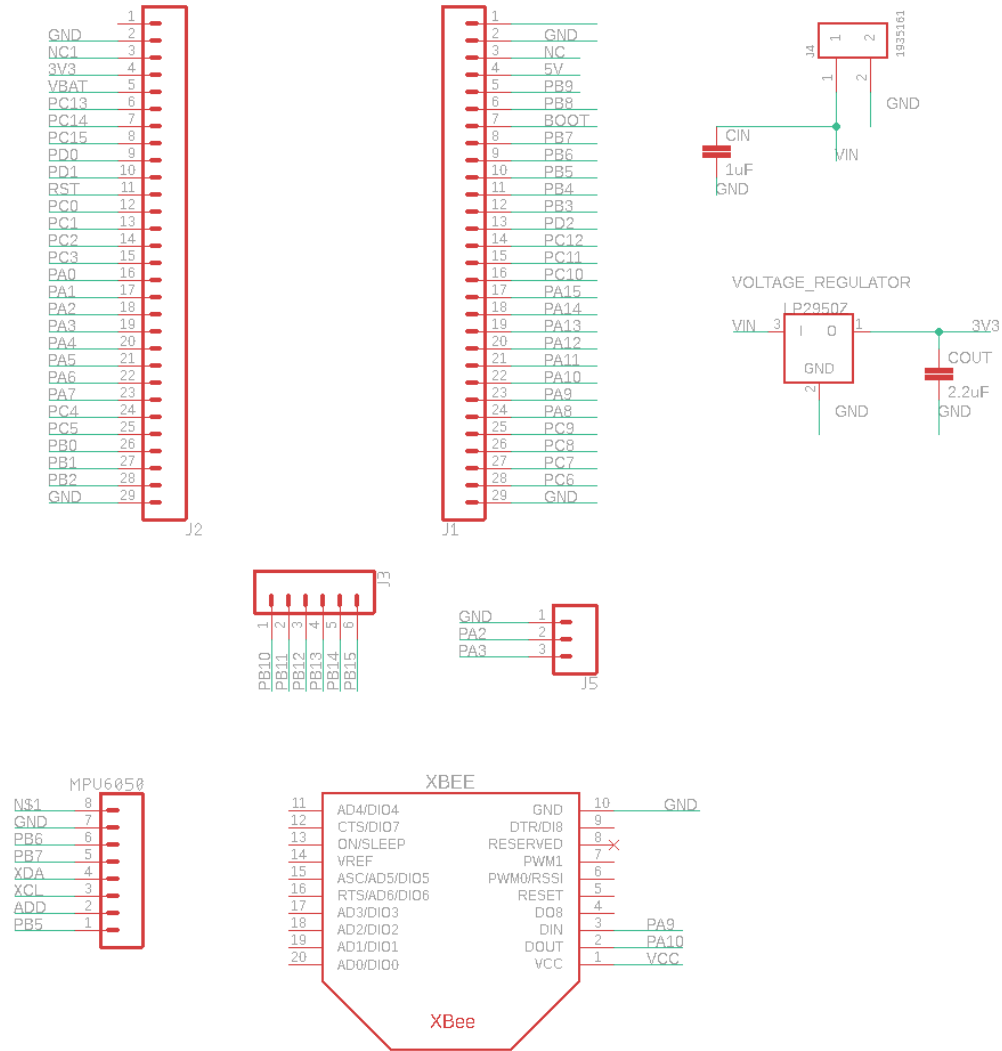 1
GND 2
NC1 3
3V3 4
VBAT 5
PC13 6
PC14 7
PC15 8
PD0 9
PD1 10
RST 11
PC0 12
PC1 13
PC2 14
PC3 15
PA0 16
PA1 17
PA2 18
PA3 19
PA4 20
PA5 21
PA6 22
PA7 23
PC4 24
PC5 25
PB0 26
PB1 27
PB2 28
GND 29
J2
1
2 GND
3 NC
4 5V
5 PB9
6 PB8
7 BOOT
8 PB7
9 PB6
10 PB5
11 PB4
12 PB3
13 PD2
14 PC12
15 PC11
16 PC10
17 PA15
18 PA14
19 PA13
20 PA12
21 PA11
22 PA10
23 PA9
24 PA8
25 PC9
26 PC8
27 PC7
28 PC6
29 GND
J1
J4
1 2
1935161
1 2
GND
CIN
VIN
1uF
GND
VOLTAGE_REGULATOR
LP2950Z
VIN 3 I O 1 3V3
GND
2
GND
COUT
2.2uF
GND
J3
1 2 3 4 5 6
PB10 PB11 PB12 PB13 PB14 PB15
GND 1
PA2 2
PA3 3
J5
MPU6050
N$1 8
GND 7
PB6 6
PB7 5
XDA 4
XCL 3
ADD 2
PB5 1
XBEE
11 AD4/DIO4 GND 10 GND
12 CTS/DIO7 DTR/DI8 9
13 ON/SLEEP RESERVED 8
14 VREF PWM1 7
15 ASC/AD5/DIO5 PWM0/RSSI 6
16 RTS/AD6/DIO6 RESET 5
17 AD3/DIO3 DO8 4
18 AD2/DIO2 DIN 3 PA9
19 AD1/DIO1 DOUT 2 PA10
20 AD0/DIO0 VCC 1 VCC
XBee